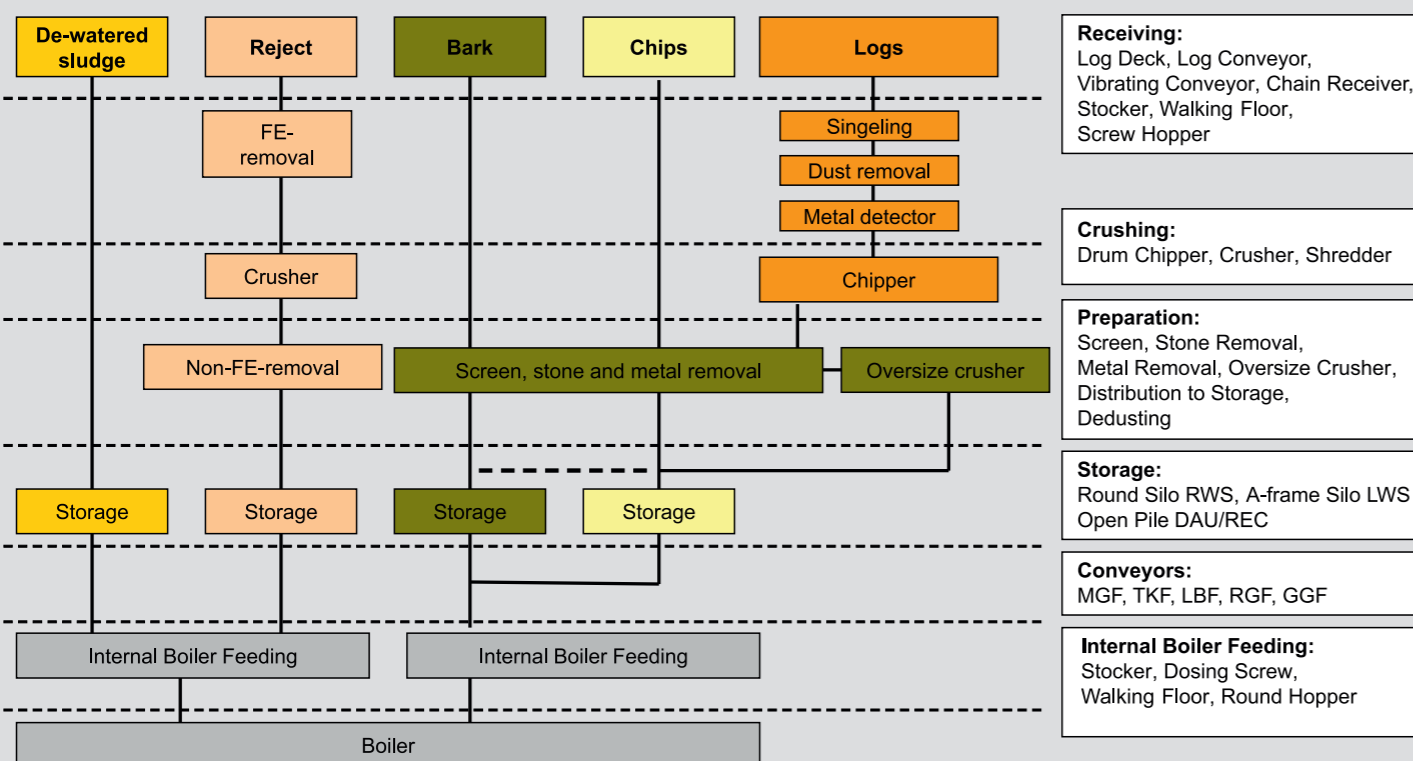 De-watered
sludge
Reject
Bark
Chips
Logs
FE-
removal
Singeling
Dust removal
Metal detector
Crusher
Chipper
Non-FE-removal
Screen, stone and metal removal
Oversize crusher
Storage
Storage
Storage
Storage
Internal Boiler Feeding
Internal Boiler Feeding
Boiler
Receiving:
Log Deck, Log Conveyor,
Vibrating Conveyor, Chain Receiver,
Stocker, Walking Floor,
Screw Hopper
Crushing:
Drum Chipper, Crusher, Shredder
Preparation:
Screen, Stone Removal,
Metal Removal, Oversize Crusher,
Distribution to Storage,
Dedusting
Storage:
Round Silo RWS, A-frame Silo LWS
Open Pile DAU/REC
Conveyors:
MGF, TKF, LBF, RGF, GGF
Internal Boiler Feeding:
Stocker, Dosing Screw,
Walking Floor, Round Hopper